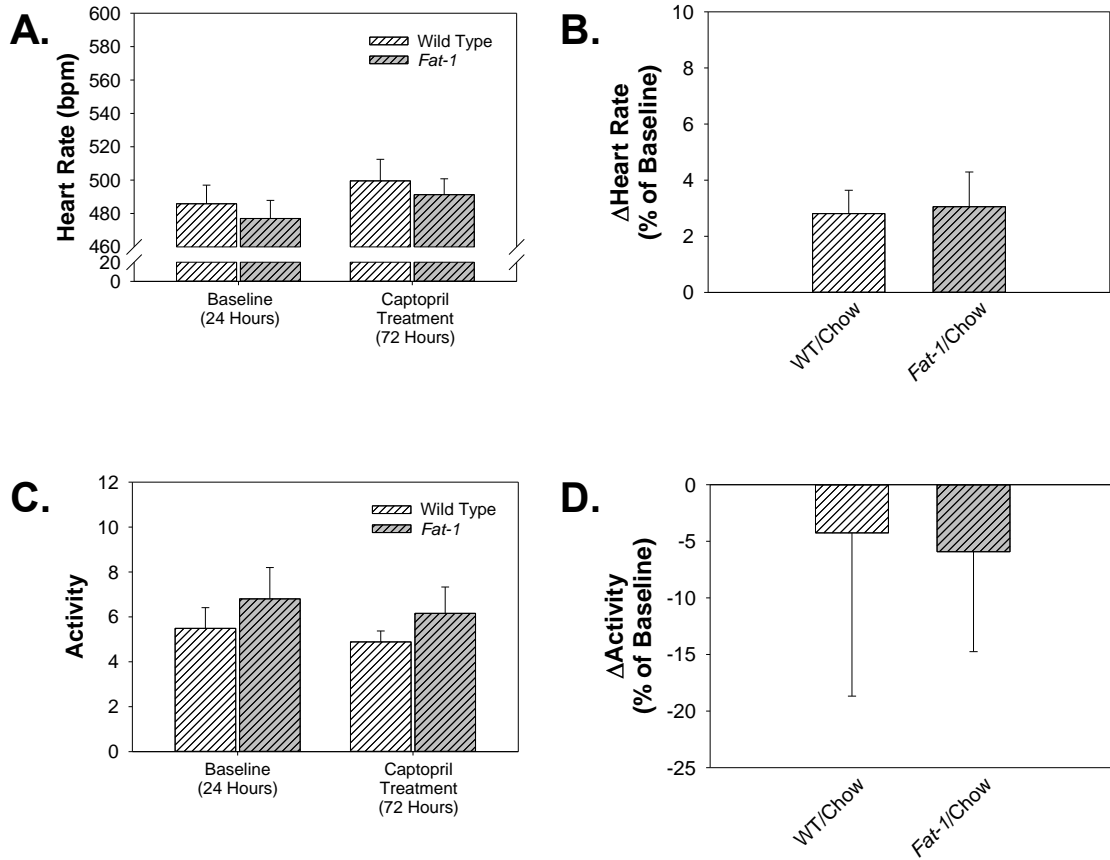 A.
Heart Rate (bpm)
600
580
560
540
520
500
480
460
20
0
Wild Type
Fat-1
Baseline
(24 Hours)
Captopril
Treatment
(72 Hours)
B.
ΔHeart Rate
(% of Baseline)
10
8
6
4
2
0
WT/Chow
Fat-1/Chow
C.
Activity
12
10
8
6
4
2
0
Wild Type
Fat-1
Baseline
(24 Hours)
Captopril
Treatment
(72 Hours)
D.
ΔActivity
(% of Baseline)
0
-5
-10
-15
-20
-25
WT/Chow
Fat-1/Chow